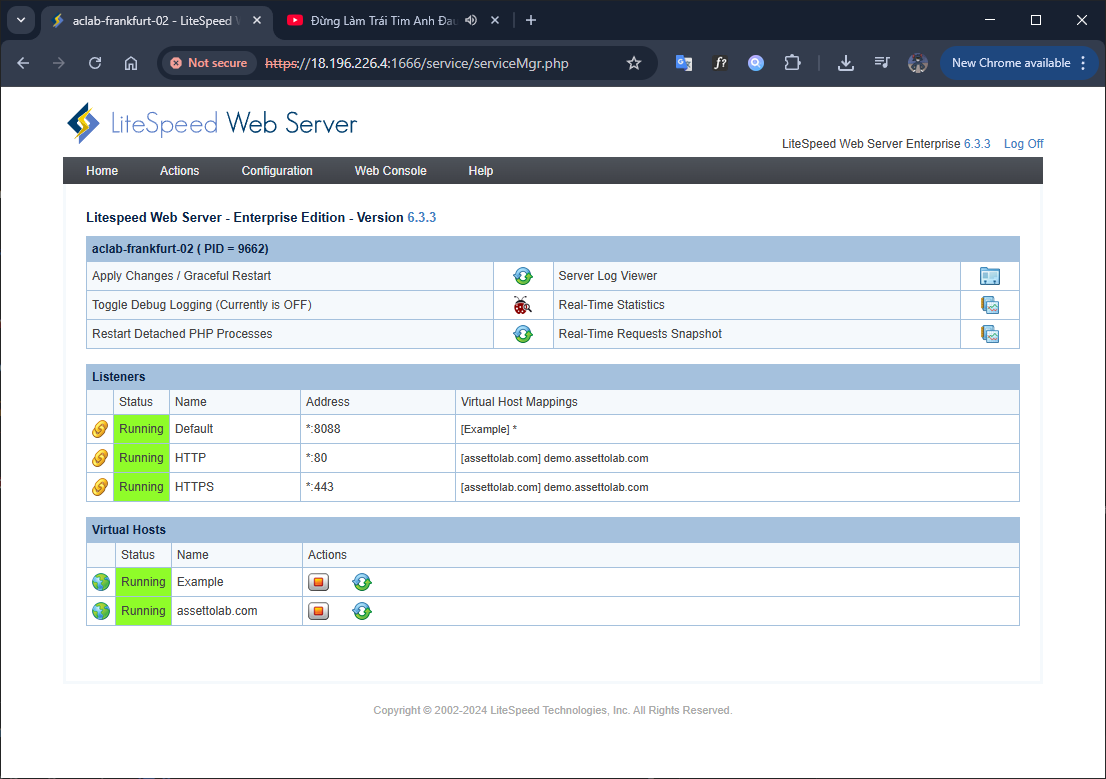 aclab-frankfurt-02 - LiteSpeed
Đừng Làm Trái Tim Anh Đau
Not secure
https://18.196.226.4:1666/service/serviceMgr.php
f?
New Chrome available
LiteSpeed Web Server
LiteSpeed Web Server Enterprise 6.3.3 Log Off
Home Actions Configuration Web Console Help
Litespeed Web Server - Enterprise Edition - Version 6.3.3
aclab-frankfurt-02 ( PID = 9662)
Apply Changes / Graceful Restart Server Log Viewer
Toggle Debug Logging (Currently is OFF) Real-Time Statistics
Restart Detached PHP Processes Real-Time Requests Snapshot
Listeners
Status Name Address Virtual Host Mappings
Running Default *:8088 [Example] *
Running HTTP *:80 [assettolab.com] demo.assettolab.com
Running HTTPS *:443 [assettolab.com] demo.assettolab.com
Virtual Hosts
Status Name Actions
Running Example
Running assettolab.com
Copyright © 2002-2024 LiteSpeed Technologies, Inc. All Rights Reserved.